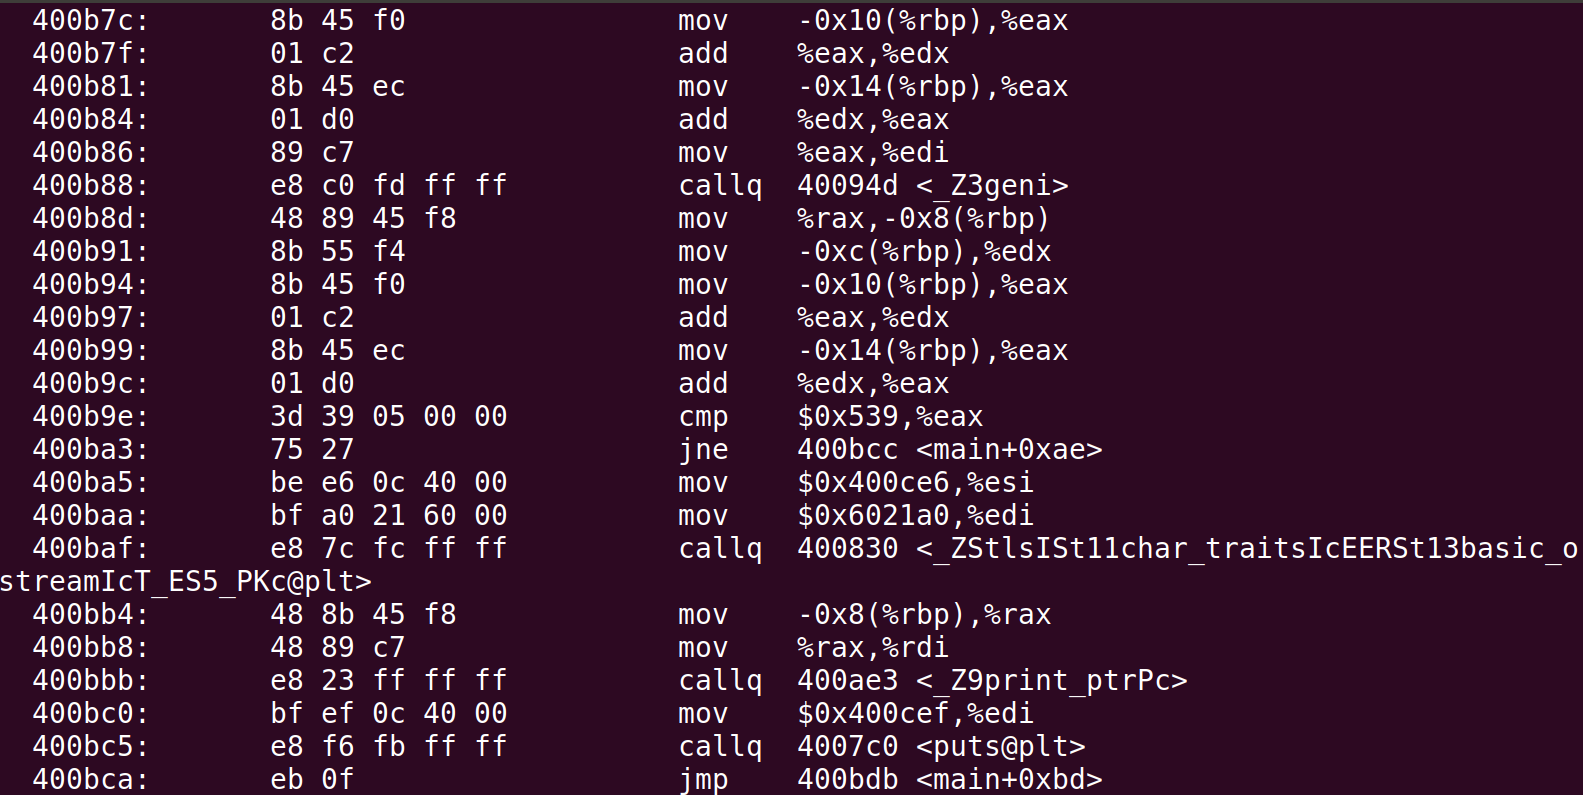 400b7c: 8b 45 f0 mov -0x10(%rbp),%eax
400b7f: 01 c2 add %eax,%edx
400b81: 8b 45 ec mov -0x14(%rbp),%eax
400b84: 01 d0 add %edx,%eax
400b86: 89 c7 mov %eax,%edi
400b88: e8 c0 fd ff ff callq 40094d <_Z3geni>
400b8d: 48 89 45 f8 mov %rax,-0x8(%rbp)
400b91: 8b 55 f4 mov -0xc(%rbp),%edx
400b94: 8b 45 f0 mov -0x10(%rbp),%eax
400b97: 01 c2 add %eax,%edx
400b99: 8b 45 ec mov -0x14(%rbp),%eax
400b9c: 01 d0 add %edx,%eax
400b9e: 3d 39 05 00 00 cmp $0x539,%eax
400ba3: 75 27 jne 400bcc <main+0xae>
400ba5: be e6 0c 40 00 mov $0x400ce6,%esi
400baa: bf a0 21 60 00 mov $0x6021a0,%edi
400baf: e8 7c fc ff ff callq 400830 <_ZStlsISt11char_traitsIcEERSt13basic_o
streamIcT_ES5_PKc@plt>
400bb4: 48 8b 45 f8 mov -0x8(%rbp),%rax
400bb8: 48 89 c7 mov %rax,%rdi
400bbb: e8 23 ff ff ff callq 400ae3 <_Z9print_ptrPc>
400bc0: bf ef 0c 40 00 mov $0x400cef,%edi
400bc5: e8 f6 fb ff ff callq 4007c0 <puts@plt>
400bca: eb 0f jmp 400bdb <main+0xbd>